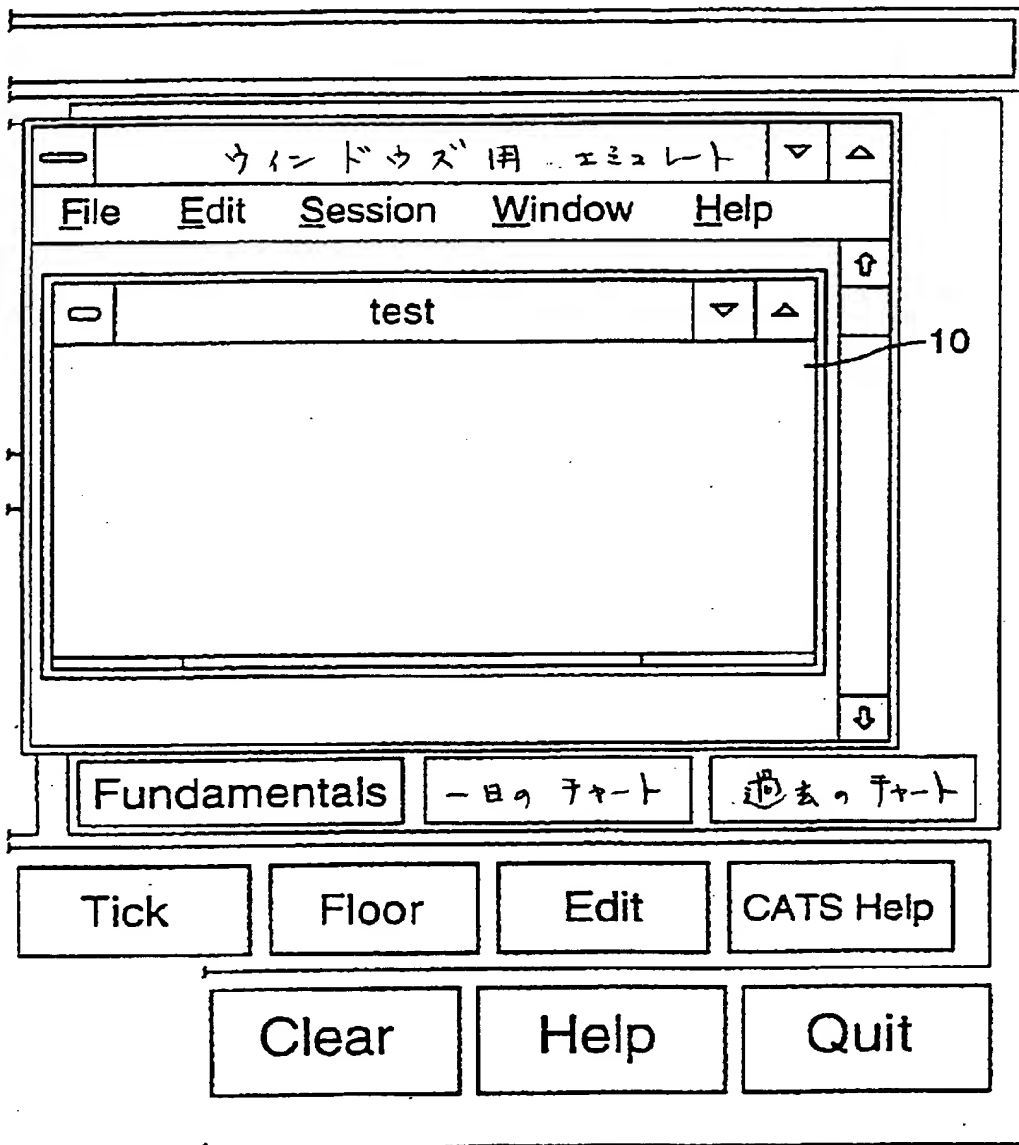 ウィンドウズ用 エミュレート
File Edit Session Window Help
test
10
Fundamentals 一日のチャート 過去のチャート
Tick Floor Edit CATS Help
Clear Help Quit